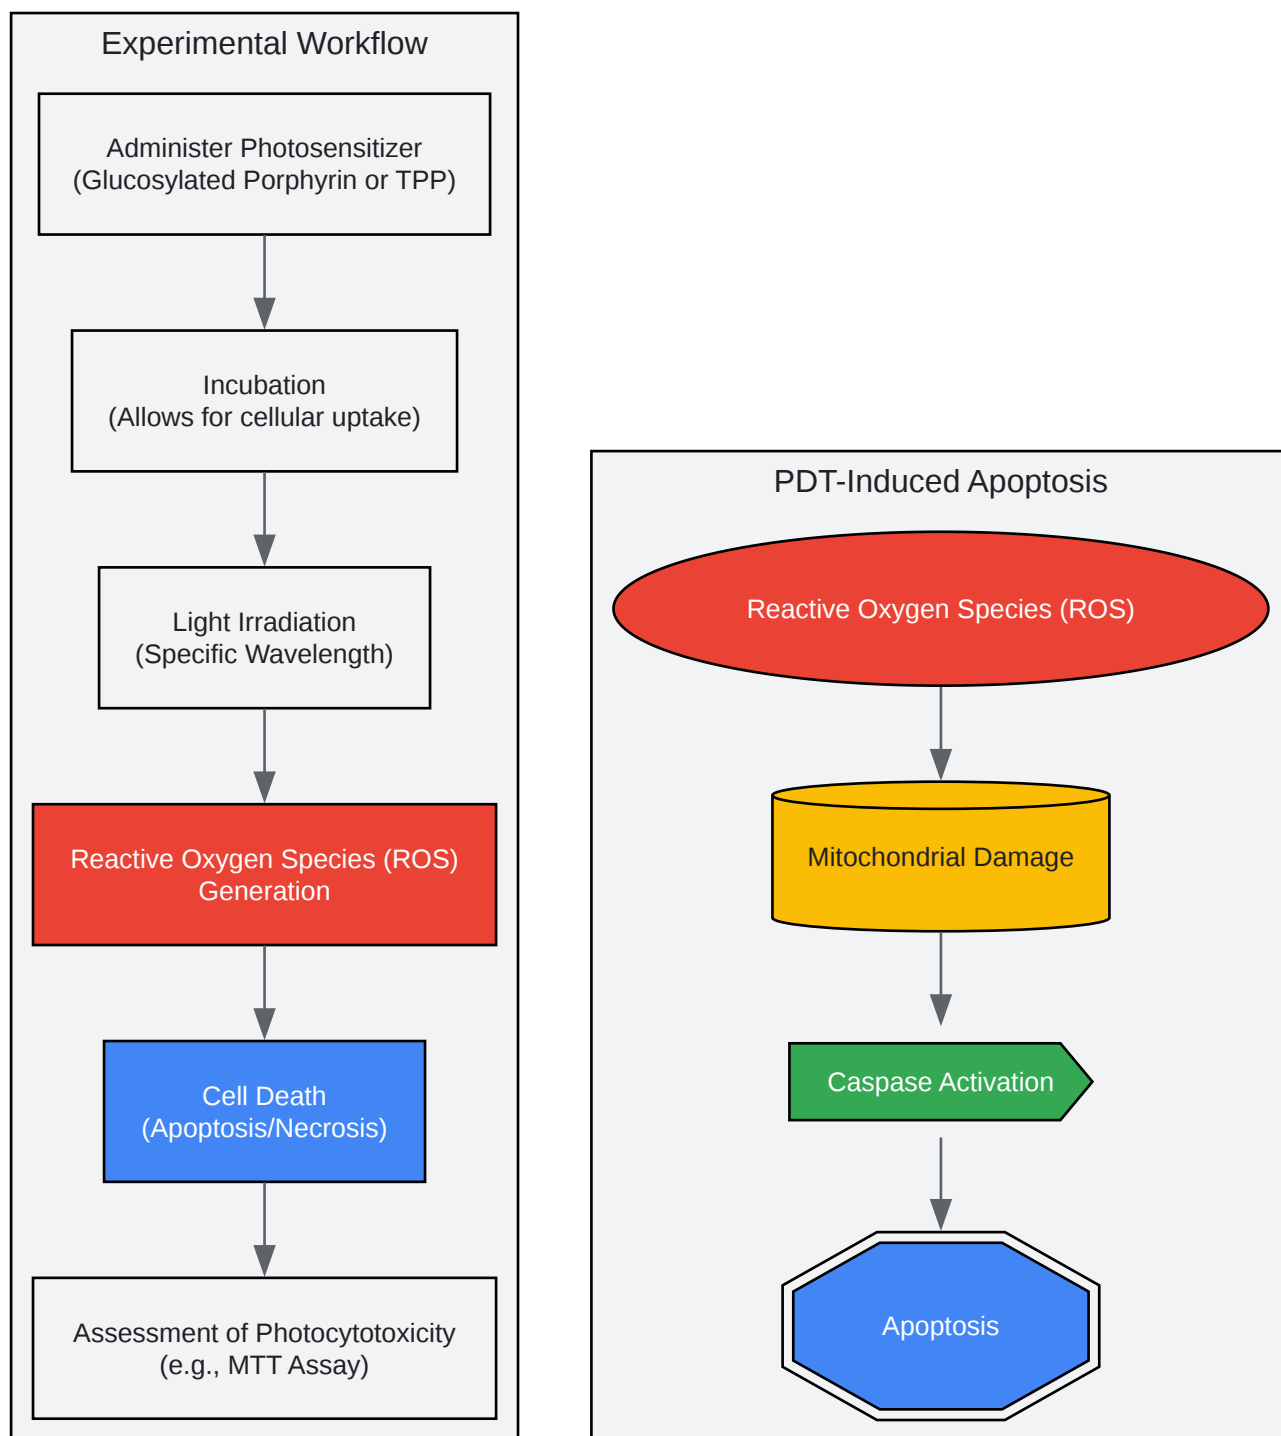 Experimental Workflow
Administer Photosensitizer
(Glucosylated Porphyrin or TPP)
Incubation
(Allows for cellular uptake)
Light Irradiation
(Specific Wavelength)
Reactive Oxygen Species (ROS)
Generation
Cell Death
(Apoptosis/Necrosis)
Assessment of Photocytotoxicity
(e.g., MTT Assay)
PDT-Induced Apoptosis
Reactive Oxygen Species (ROS)
Mitochondrial Damage
Caspase Activation
Apoptosis